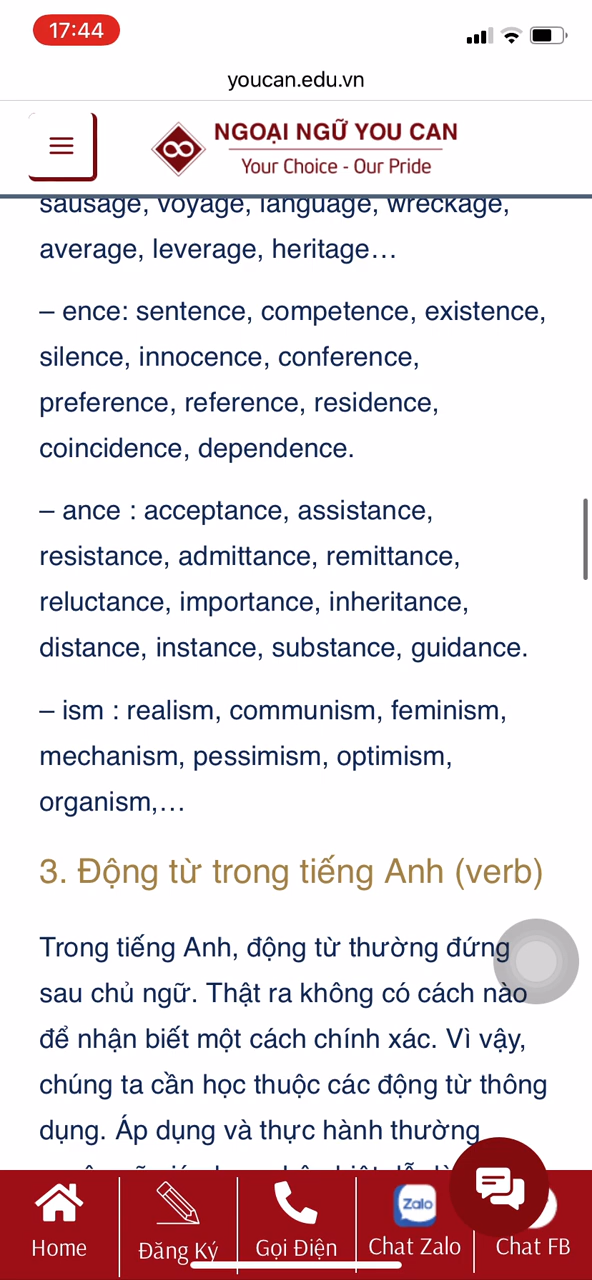 17:44
youcan.edu.vn
NGOẠI NGỮ YOU CAN
Your Choice - Our Pride
sausage, voyage, language, wreckage,
average, leverage, heritage…
– ence: sentence, competence, existence,
silence, innocence, conference,
preference, reference, residence,
coincidence, dependence.
– ance : acceptance, assistance,
resistance, admittance, remittance,
reluctance, importance, inheritance,
distance, instance, substance, guidance.
– ism : realism, communism, feminism,
mechanism, pessimism, optimism,
organism,…
3. Động từ trong tiếng Anh (verb)
Trong tiếng Anh, động từ thường đứng
sau chủ ngữ. Thật ra không có cách nào
để nhận biết một cách chính xác. Vì vậy,
chúng ta cần học thuộc các động từ thông
dụng. Áp dụng và thực hành thường
Zalo
Home
Đăng Ký
Gọi Điện
Chat Zalo
Chat FB